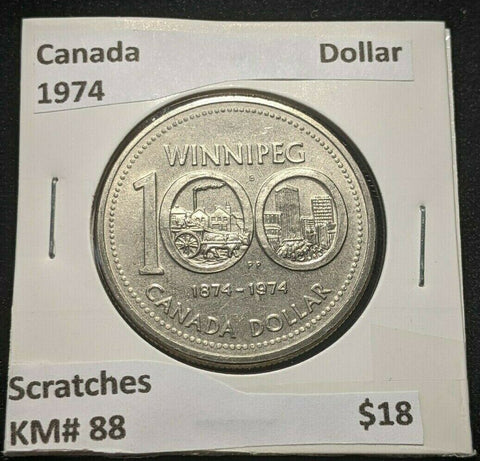 Canada Dollar
1974
WINNIPEG
100
1874-1974
CANADA DOLLAR
Scratches
KM# 88 $18